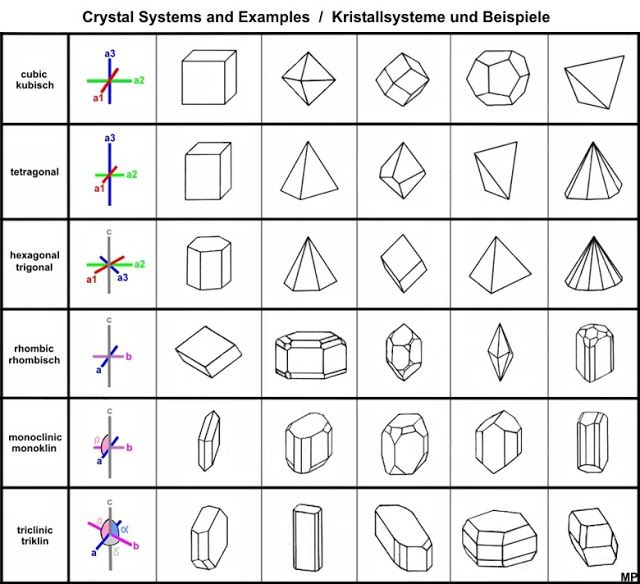 Crystal Systems and Examples / Kristallsysteme und Beispiele
cubic
kubisch
a3
a2
a1
tetragonal
a3
a2
a1
hexagonal
trigonal
c
a2
a1
a3
rhombic
rhombisch
c
b
a
monoclinic
monoklin
c
β
b
a
triclinic
triklin
c
β
α
a
γ
b
MP